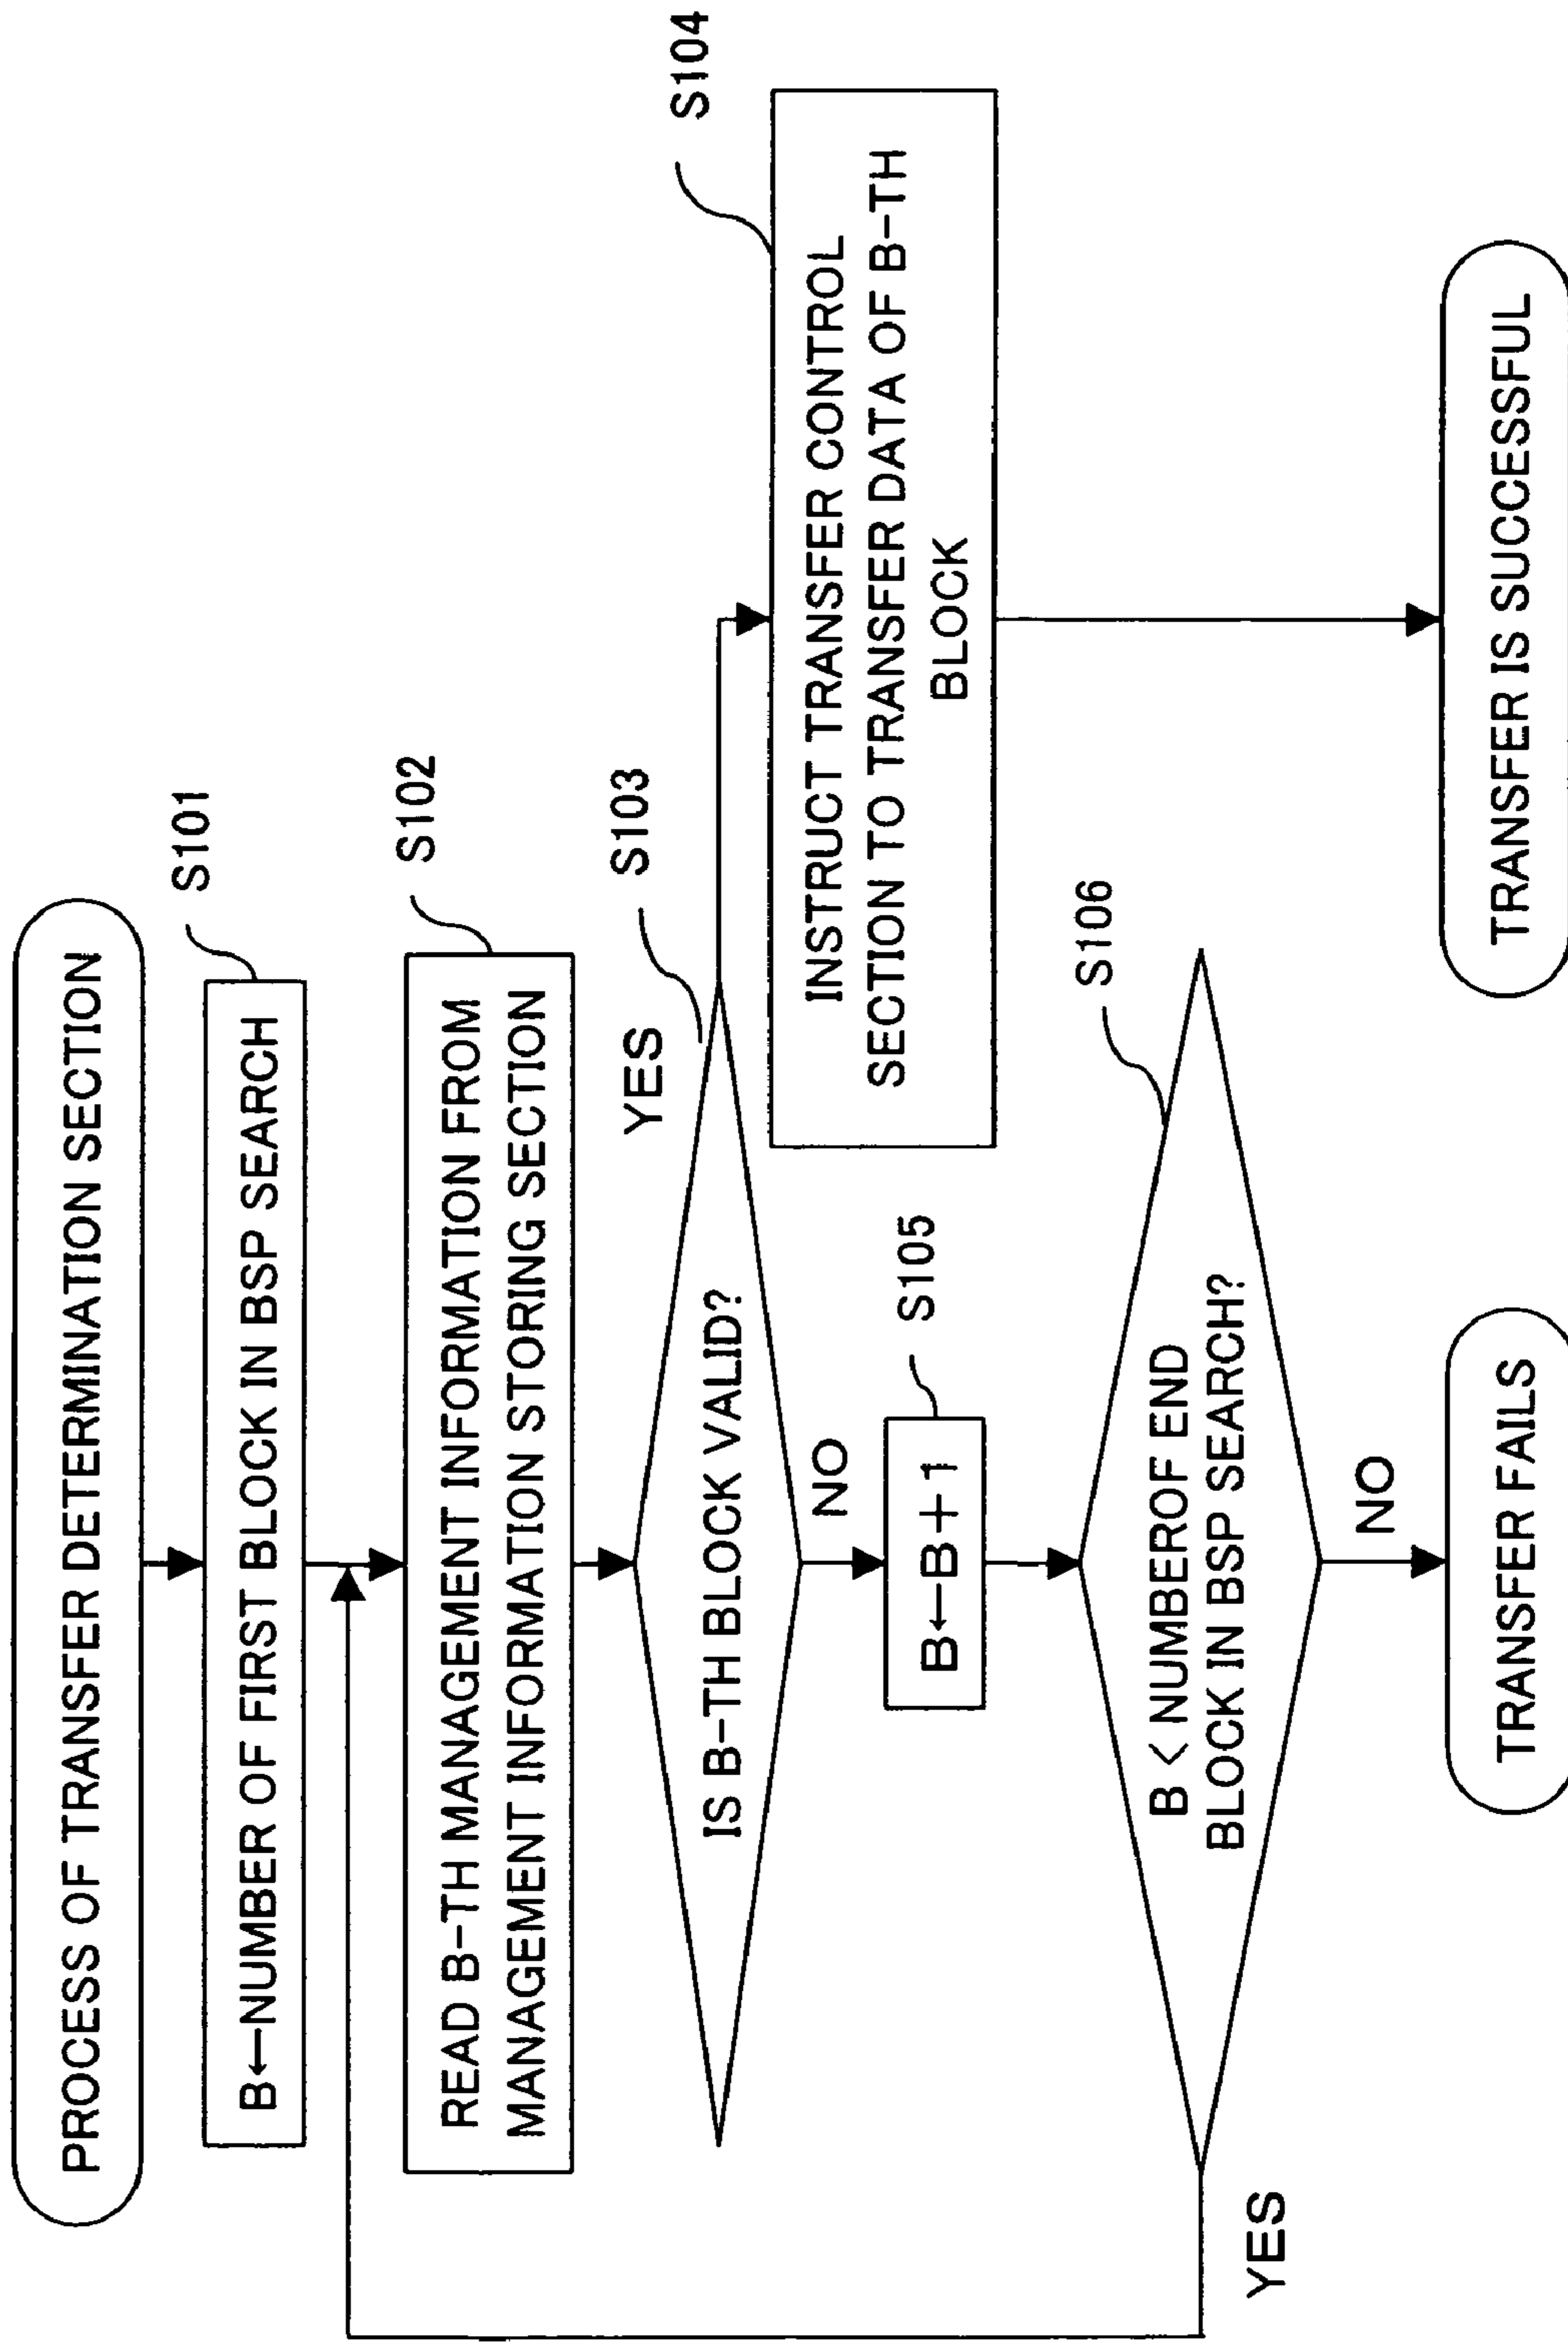 PROCESS OF TRANSFER DETERMINATION SECTION
S101
B←NUMBER OF FIRST BLOCK IN BSP SEARCH
S102
READ B-TH MANAGEMENT INFORMATION FROM
MANAGEMENT INFORMATION STORING SECTION
S103
IS B-TH BLOCK VALID?
YES
S104
INSTRUCT TRANSFER CONTROL
SECTION TO TRANSFER DATA OF B-TH
BLOCK
NO
S105
B←B+1
S106
B < NUMBEROF END
BLOCK IN BSP SEARCH?
YES
NO
TRANSFER FAILS
TRANSFER IS SUCCESSFUL